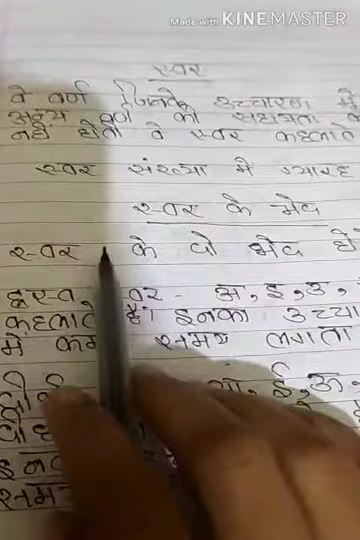 Made with KINEMASTER
स्वर
वे वर्ण जिनके उच्चारण में
अन्य वर्ण की सहायता
नहीं होती वे स्वर कहलाते
स्वर संख्या में ग्यारह
स्वर के भेद
स्वर के दो भेद
ह्रस्व स्वर - अ, इ, उ,
कहलाते हैं। इनका उच्चा
में कम समय लगता
आ, ई, ऊ